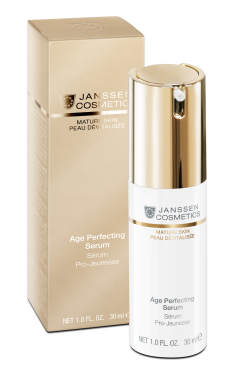 JANSSEN
COSMETICS
MATURE SKIN
PEAU DÉVITALISÉE
Age Perfecting
Serum
Sérum
Pro-Jeunesse
NET 1.0 FL. OZ. 30 ml ℮
JANSSEN
COSMETICS
MATURE SKIN
PEAU DÉVITALISÉE
Age Perfecting
Serum
Sérum
Pro-Jeunesse
NET 1.0 FL. OZ. 30 ml ℮